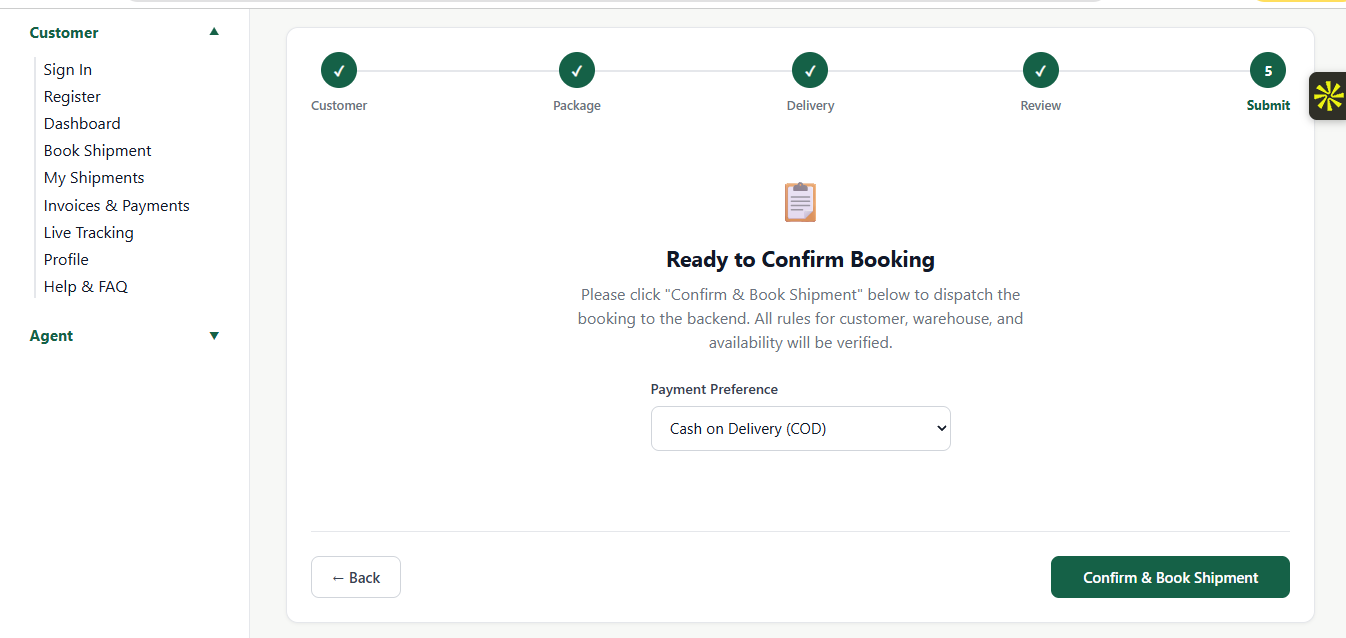 Customer ▲
Sign In
Register
Dashboard
Book Shipment
My Shipments
Invoices & Payments
Live Tracking
Profile
Help & FAQ
Agent ▼
✓ ✓ ✓ ✓ 5
Customer Package Delivery Review Submit
Ready to Confirm Booking
Please click "Confirm & Book Shipment" below to dispatch the
booking to the backend. All rules for customer, warehouse, and
availability will be verified.
Payment Preference
Cash on Delivery (COD)
← Back
Confirm & Book Shipment